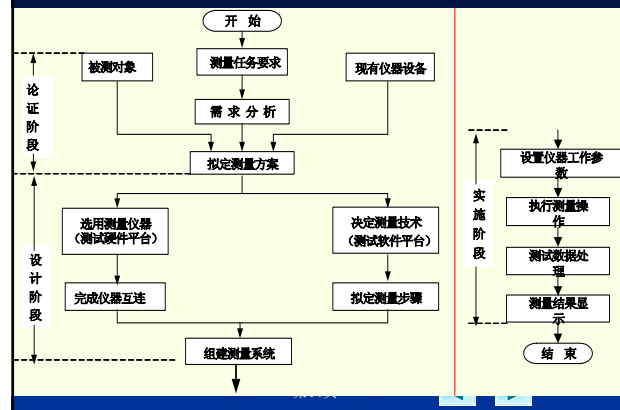 开 始
测量任务要求
被测对象
现有仪器设备
需 求 分 析
拟定测量方案
论
证
阶
段
选用测量仪器
（测试硬件平台）
决定测量技术
（测试软件平台）
完成仪器互连
拟定测量步骤
组建测量系统
设
计
阶
段
设置仪器工作参
数
执行测量操
作
测试数据处
理
测量结果显
示
结 束
实
施
阶
段